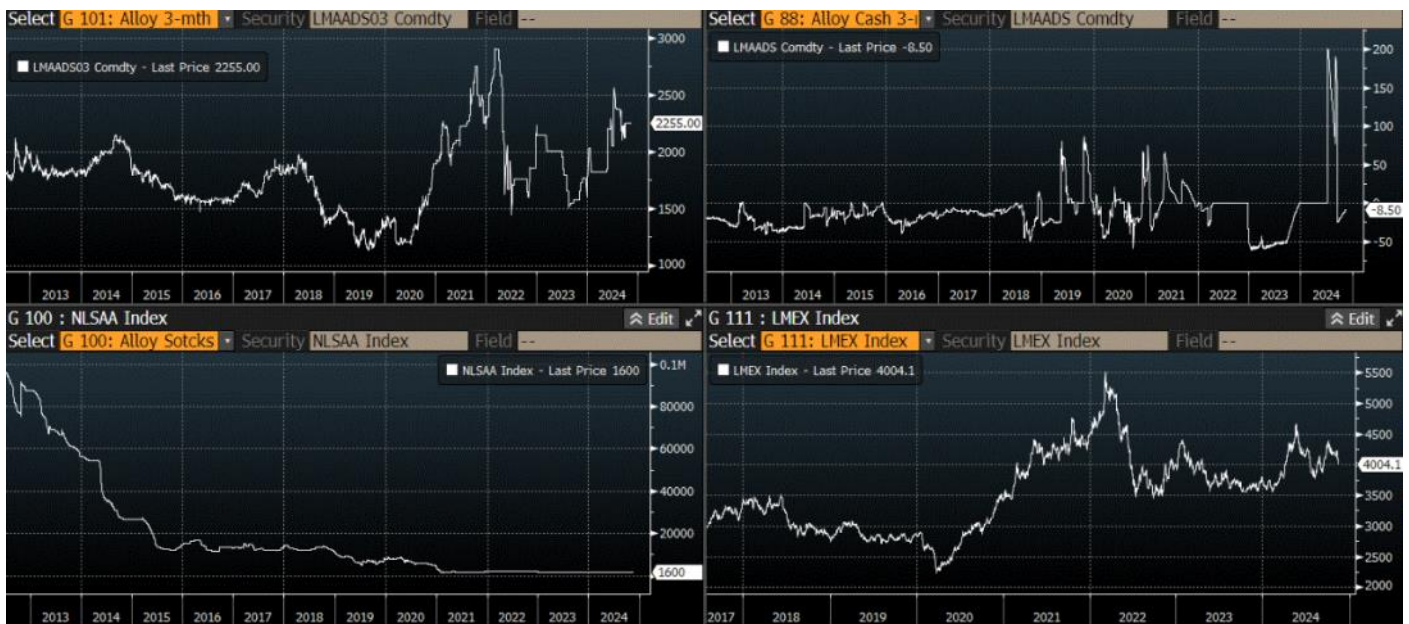 Select G 101: Alloy 3-mth Security LMAADS03 Comdty Field --
LMAADS03 Comdty - Last Price 2255.00
3000
2500
2255.00
2000
1500
1000
2013 2014 2015 2016 2017 2018 2019 2020 2021 2022 2023 2024
Select G 88: Alloy Cash 3- Security LMAADS Comdty Field --
LMAADS Comdty - Last Price -8.50
200
150
100
50
-8.50
-50
2013 2014 2015 2016 2017 2018 2019 2020 2021 2022 2023 2024
G 100 : NLSAA Index Edit
Select G 100: Alloy Sotcks Security NLSAA Index Field --
NLSAA Index - Last Price 1600
0.1M
80000
60000
40000
20000
1600
2013 2014 2015 2016 2017 2018 2019 2020 2021 2022 2023 2024
G 111 : LMEX Index Edit
Select G 111: LMEX Index Security LMEX Index Field --
LMEX Index - Last Price 4004.1
5500
5000
4500
4004.1
3500
3000
2500
2000
2017 2018 2019 2020 2021 2022 2023 2024